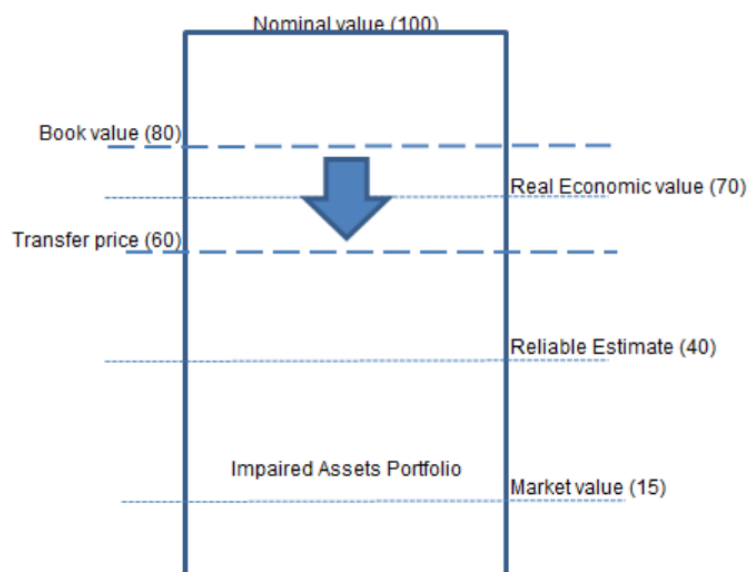 Nominal value (100)
Book value (80)
Real Economic value (70)
Transfer price (60)
Reliable Estimate (40)
Impaired Assets Portfolio
Market value (15)